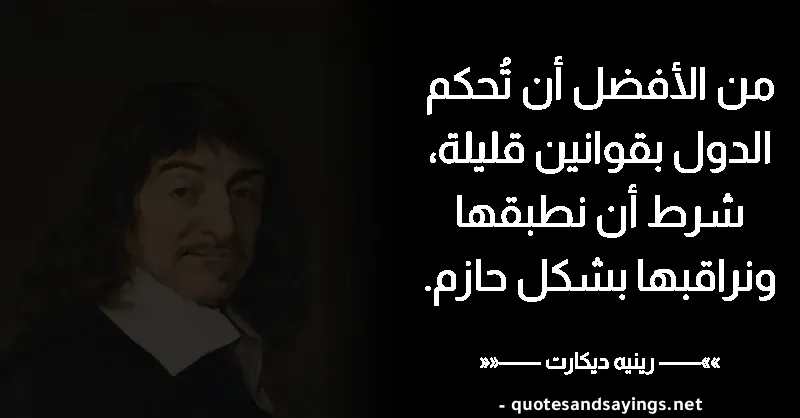 من الأفضل أن تُحكم
الدول بقوانين قليلة،
شرط أن نطبقها
ونراقبها بشكل حازم.
»»—— رينيه ديكارت ——««
- quotesandsayings.net